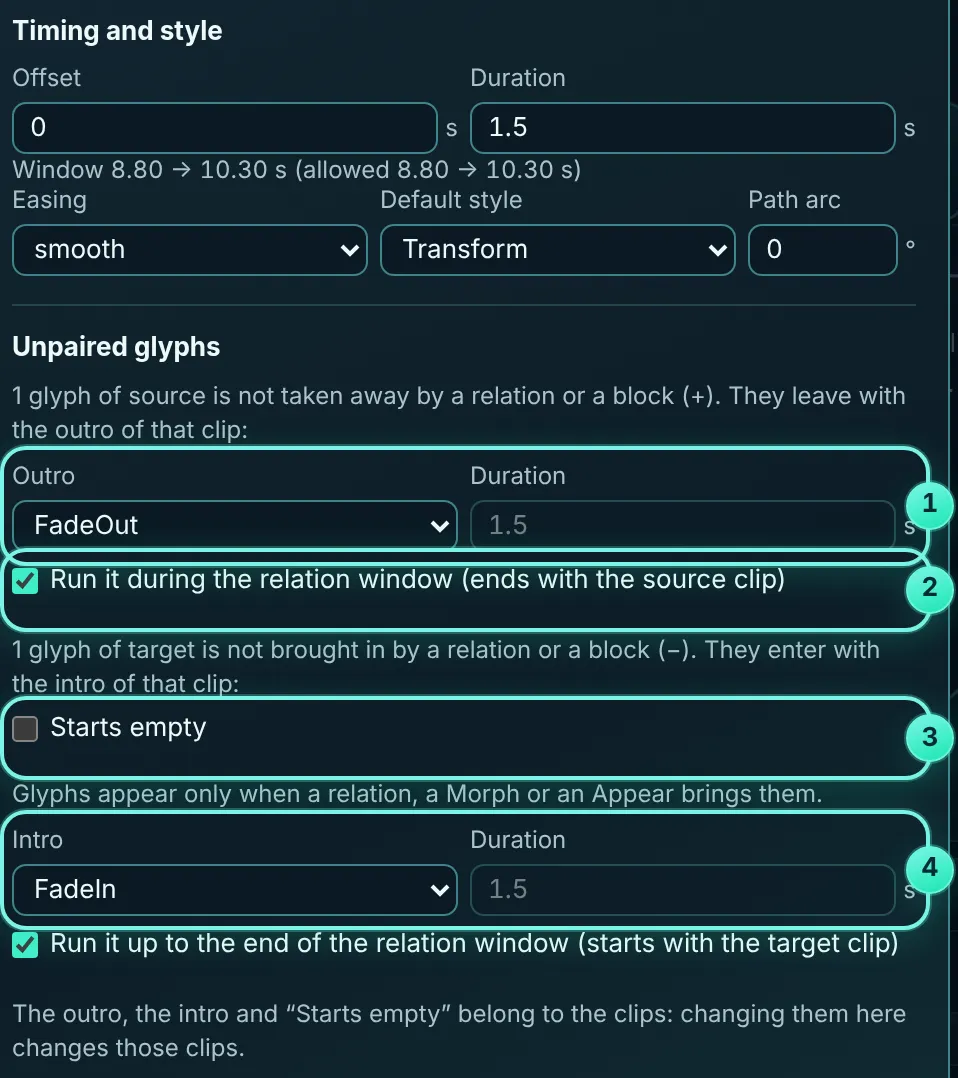 Timing and style
Offset Duration
0 s 1.5 s
Window 8.80 → 10.30 s (allowed 8.80 → 10.30 s)
Easing Default style Path arc
smooth Transform 0 °
Unpaired glyphs
1 glyph of source is not taken away by a relation or a block (+). They leave with
the outro of that clip:
Outro Duration
FadeOut 1.5 s 1
Run it during the relation window (ends with the source clip) 2
1 glyph of target is not brought in by a relation or a block (−). They enter with
the intro of that clip:
Starts empty 3
Glyphs appear only when a relation, a Morph or an Appear brings them.
Intro Duration
FadeIn 1.5 s 4
Run it up to the end of the relation window (starts with the target clip)
The outro, the intro and “Starts empty” belong to the clips: changing them here
changes those clips.